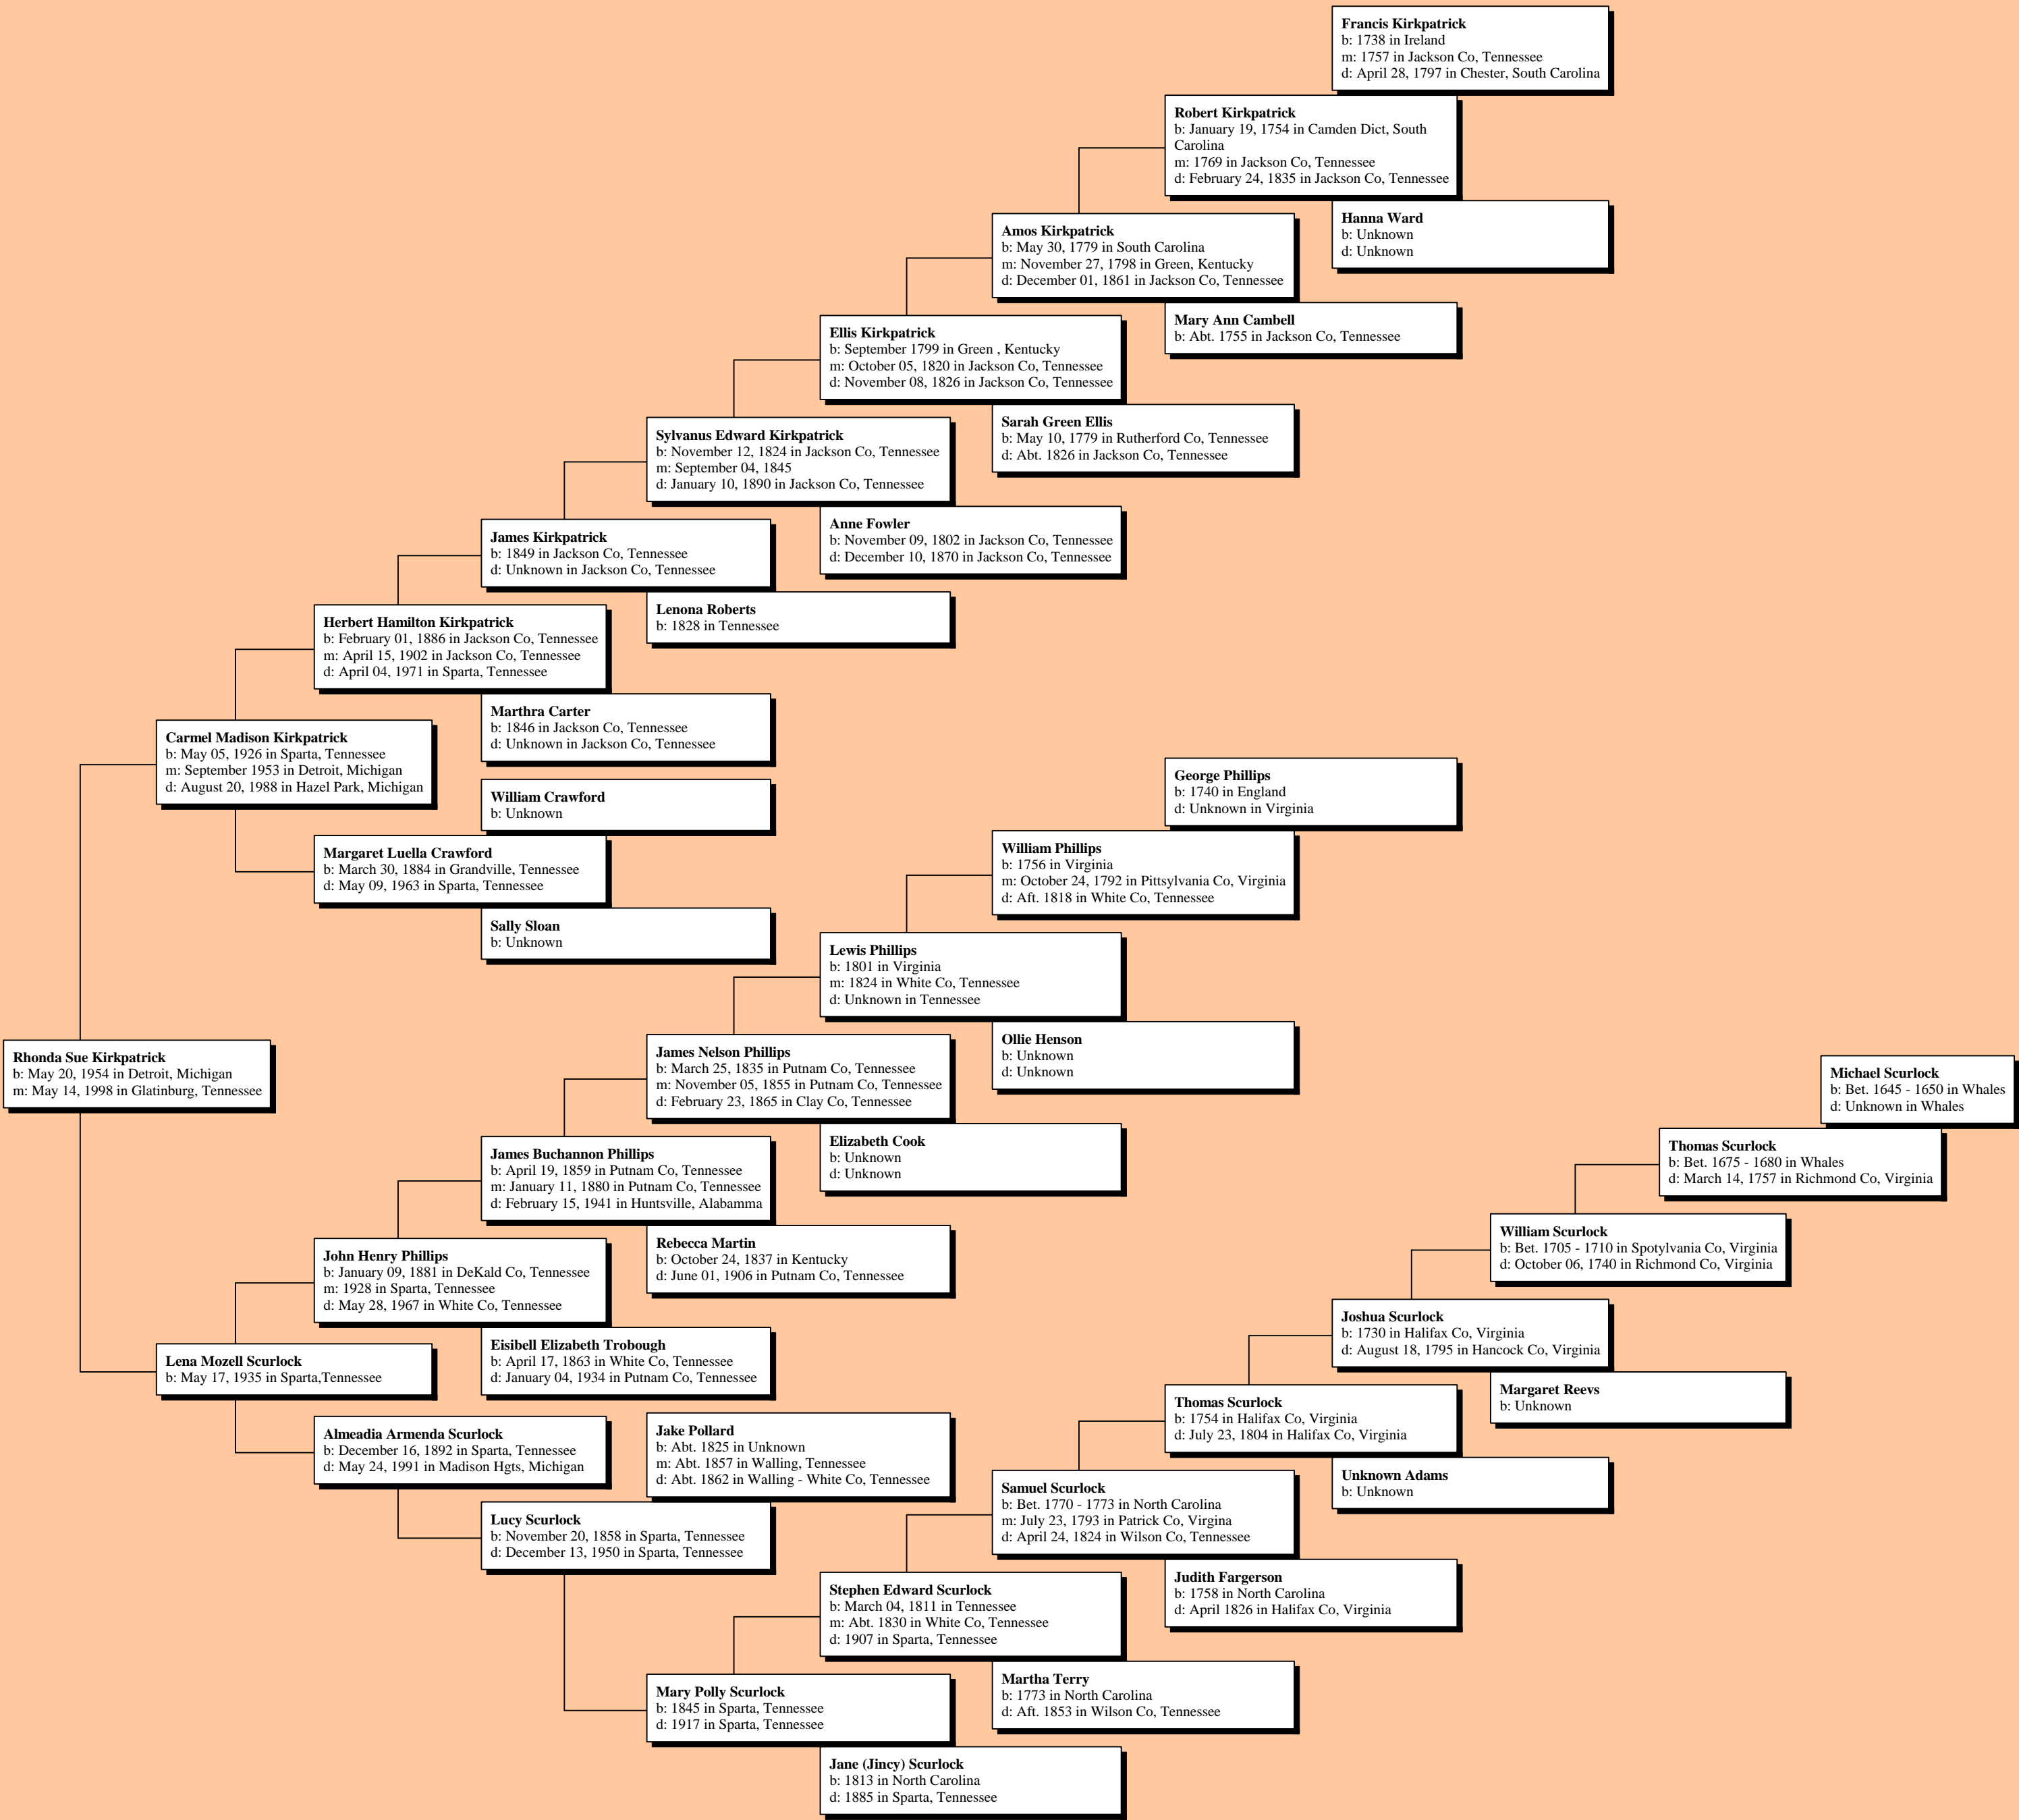 Francis Kirkpatrick
b: 1738 in Ireland
m: 1757 in Jackson Co, Tennessee
d: April 28, 1797 in Chester, South Carolina
Robert Kirkpatrick
b: January 19, 1754 in Camden Dict, South
Carolina
m: 1769 in Jackson Co, Tennessee
d: February 24, 1835 in Jackson Co, Tennessee
Hanna Ward
b: Unknown
d: Unknown
Amos Kirkpatrick
b: May 30, 1779 in South Carolina
m: November 27, 1798 in Green, Kentucky
d: December 01, 1861 in Jackson Co, Tennessee
Mary Ann Cambell
b: Abt. 1755 in Jackson Co, Tennessee
Ellis Kirkpatrick
b: September 1799 in Green , Kentucky
m: October 05, 1820 in Jackson Co, Tennessee
d: November 08, 1826 in Jackson Co, Tennessee
Sarah Green Ellis
b: May 10, 1779 in Rutherford Co, Tennessee
d: Abt. 1826 in Jackson Co, Tennessee
Sylvanus Edward Kirkpatrick
b: November 12, 1824 in Jackson Co, Tennessee
m: September 04, 1845
d: January 10, 1890 in Jackson Co, Tennessee
Anne Fowler
b: November 09, 1802 in Jackson Co, Tennessee
d: December 10, 1870 in Jackson Co, Tennessee
James Kirkpatrick
b: 1849 in Jackson Co, Tennessee
d: Unknown in Jackson Co, Tennessee
Lenona Roberts
b: 1828 in Tennessee
Herbert Hamilton Kirkpatrick
b: February 01, 1886 in Jackson Co, Tennessee
m: April 15, 1902 in Jackson Co, Tennessee
d: April 04, 1971 in Sparta, Tennessee
Marthra Carter
b: 1846 in Jackson Co, Tennessee
d: Unknown in Jackson Co, Tennessee
Carmel Madison Kirkpatrick
b: May 05, 1926 in Sparta, Tennessee
m: September 1953 in Detroit, Michigan
d: August 20, 1988 in Hazel Park, Michigan
William Crawford
b: Unknown
Margaret Luella Crawford
b: March 30, 1884 in Grandville, Tennessee
d: May 09, 1963 in Sparta, Tennessee
Sally Sloan
b: Unknown
George Phillips
b: 1740 in England
d: Unknown in Virginia
William Phillips
b: 1756 in Virginia
m: October 24, 1792 in Pittsylvania Co, Virginia
d: Aft. 1818 in White Co, Tennessee
Lewis Phillips
b: 1801 in Virginia
m: 1824 in White Co, Tennessee
d: Unknown in Tennessee
Ollie Henson
b: Unknown
d: Unknown
Rhonda Sue Kirkpatrick
b: May 20, 1954 in Detroit, Michigan
m: May 14, 1998 in Glatinburg, Tennessee
James Nelson Phillips
b: March 25, 1835 in Putnam Co, Tennessee
m: November 05, 1855 in Putnam Co, Tennessee
d: February 23, 1865 in Clay Co, Tennessee
Elizabeth Cook
b: Unknown
d: Unknown
James Buchannon Phillips
b: April 19, 1859 in Putnam Co, Tennessee
m: January 11, 1880 in Putnam Co, Tennessee
d: February 15, 1941 in Huntsville, Alabamma
Rebecca Martin
b: October 24, 1837 in Kentucky
d: June 01, 1906 in Putnam Co, Tennessee
John Henry Phillips
b: January 09, 1881 in DeKald Co, Tennessee
m: 1928 in Sparta, Tennessee
d: May 28, 1967 in White Co, Tennessee
Eisibell Elizabeth Trobough
b: April 17, 1863 in White Co, Tennessee
d: January 04, 1934 in Putnam Co, Tennessee
Lena Mozell Scurlock
b: May 17, 1935 in Sparta,Tennessee
Almeadia Armenda Scurlock
b: December 16, 1892 in Sparta, Tennessee
d: May 24, 1991 in Madison Hgts, Michigan
Jake Pollard
b: Abt. 1825 in Unknown
m: Abt. 1857 in Walling, Tennessee
d: Abt. 1862 in Walling - White Co, Tennessee
Lucy Scurlock
b: November 20, 1858 in Sparta, Tennessee
d: December 13, 1950 in Sparta, Tennessee
Michael Scurlock
b: Bet. 1645 - 1650 in Whales
d: Unknown in Whales
Thomas Scurlock
b: Bet. 1675 - 1680 in Whales
d: March 14, 1757 in Richmond Co, Virginia
William Scurlock
b: Bet. 1705 - 1710 in Spotylvania Co, Virginia
d: October 06, 1740 in Richmond Co, Virginia
Joshua Scurlock
b: 1730 in Halifax Co, Virginia
d: August 18, 1795 in Hancock Co, Virginia
Margaret Reevs
b: Unknown
Thomas Scurlock
b: 1754 in Halifax Co, Virginia
d: July 23, 1804 in Halifax Co, Virginia
Unknown Adams
b: Unknown
Samuel Scurlock
b: Bet. 1770 - 1773 in North Carolina
m: July 23, 1793 in Patrick Co, Virgina
d: April 24, 1824 in Wilson Co, Tennessee
Judith Fargerson
b: 1758 in North Carolina
d: April 1826 in Halifax Co, Virginia
Stephen Edward Scurlock
b: March 04, 1811 in Tennessee
m: Abt. 1830 in White Co, Tennessee
d: 1907 in Sparta, Tennessee
Martha Terry
b: 1773 in North Carolina
d: Aft. 1853 in Wilson Co, Tennessee
Mary Polly Scurlock
b: 1845 in Sparta, Tennessee
d: 1917 in Sparta, Tennessee
Jane (Jincy) Scurlock
b: 1813 in North Carolina
d: 1885 in Sparta, Tennessee